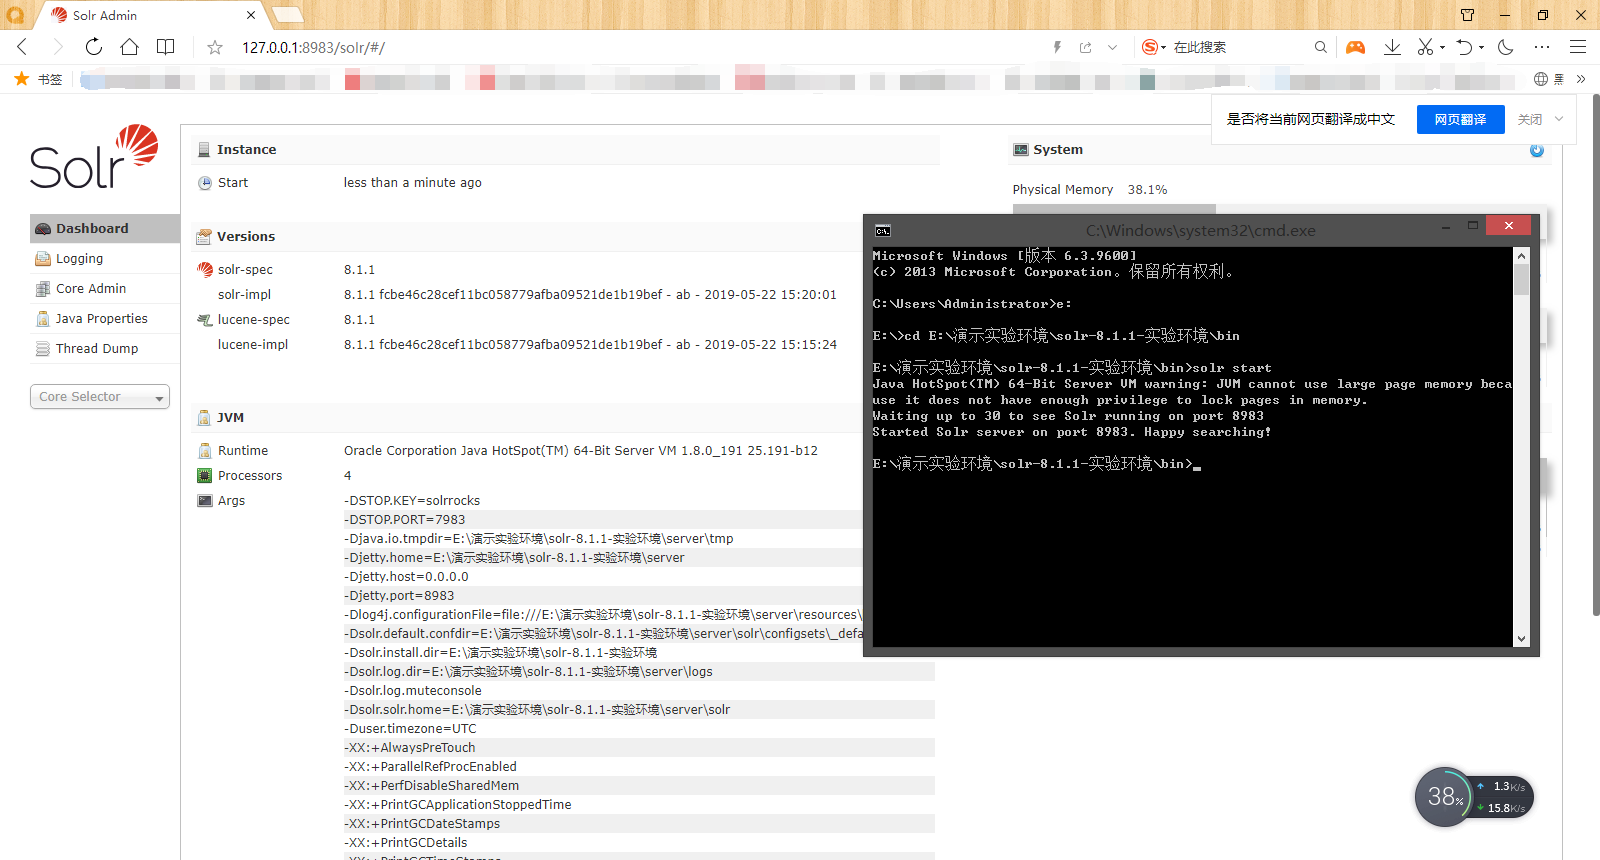 Solr Admin
127.0.0.1:8983/solr/#/
在此搜索
书签
黑
是否将当前网页翻译成中文
网页翻译
关闭
Solr
Dashboard
Logging
Core Admin
Java Properties
Thread Dump
Core Selector
Instance
Start less than a minute ago
Versions
solr-spec 8.1.1
solr-impl 8.1.1 fcbe46c28cef11bc058779afba09521de1b19bef - ab - 2019-05-22 15:20:01
lucene-spec 8.1.1
lucene-impl 8.1.1 fcbe46c28cef11bc058779afba09521de1b19bef - ab - 2019-05-22 15:15:24
JVM
Runtime Oracle Corporation Java HotSpot(TM) 64-Bit Server VM 1.8.0_191 25.191-b12
Processors 4
Args
-DSTOP.KEY=solrrocks
-DSTOP.PORT=7983
-Djava.io.tmpdir=E:\演示实验环境\solr-8.1.1-实验环境\server\tmp
-Djetty.home=E:\演示实验环境\solr-8.1.1-实验环境\server
-Djetty.host=0.0.0.0
-Djetty.port=8983
-Dlog4j.configurationFile=file:///E:\演示实验环境\solr-8.1.1-实验环境\server\resources\
-Dsolr.default.confdir=E:\演示实验环境\solr-8.1.1-实验环境\server\solr\configsets\_defa
-Dsolr.install.dir=E:\演示实验环境\solr-8.1.1-实验环境
-Dsolr.log.dir=E:\演示实验环境\solr-8.1.1-实验环境\server\logs
-Dsolr.log.muteconsole
-Dsolr.solr.home=E:\演示实验环境\solr-8.1.1-实验环境\server\solr
-Duser.timezone=UTC
-XX:+AlwaysPreTouch
-XX:+ParallelRefProcEnabled
-XX:+PerfDisableSharedMem
-XX:+PrintGCApplicationStoppedTime
-XX:+PrintGCDateStamps
-XX:+PrintGCDetails
-XX:+PrintGCTimeStamps
System
Physical Memory 38.1%
C:\Windows\system32\cmd.exe
Microsoft Windows [版本 6.3.9600]
(c) 2013 Microsoft Corporation。保留所有权利。
C:\Users\Administrator>e:
E:\>cd E:\演示实验环境\solr-8.1.1-实验环境\bin
E:\演示实验环境\solr-8.1.1-实验环境\bin>solr start
Java HotSpot(TM) 64-Bit Server VM warning: JVM cannot use large page memory beca
use it does not have enough privilege to lock pages in memory.
Waiting up to 30 to see Solr running on port 8983
Started Solr server on port 8983. Happy searching!
E:\演示实验环境\solr-8.1.1-实验环境\bin>
38%
1.3K/s
15.8K/s